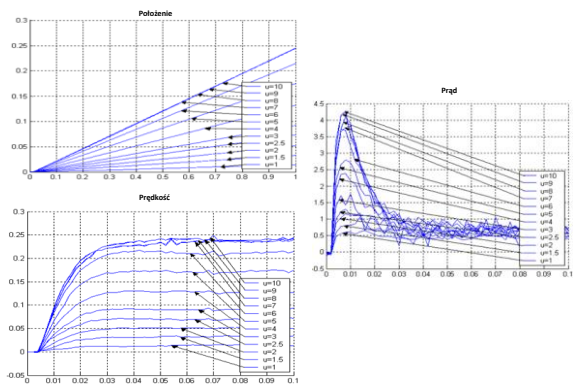 Położenie
0.3
0.25
0.2
0.15
0.1
0.05
0
0 0.1 0.2 0.3 0.4 0.5 0.6 0.7 0.8 0.9 1
u=10
u=9
u=8
u=7
u=6
u=5
u=4
u=3
u=2.5
u=2
u=1.5
u=1
Prąd
4.5
4
3.5
3
2.5
2
1.5
1
0.5
0
-0.5
0 0.01 0.02 0.03 0.04 0.05 0.06 0.07 0.08 0.09 0.1
u=10
u=9
u=8
u=7
u=6
u=5
u=4
u=3
u=2.5
u=2
u=1.5
u=1
Prędkość
0.3
0.25
0.2
0.15
0.1
0.05
0
-0.05
0 0.01 0.02 0.03 0.04 0.05 0.06 0.07 0.08 0.09 0.1
u=10
u=9
u=8
u=7
u=6
u=5
u=4
u=3
u=2.5
u=2
u=1.5
u=1